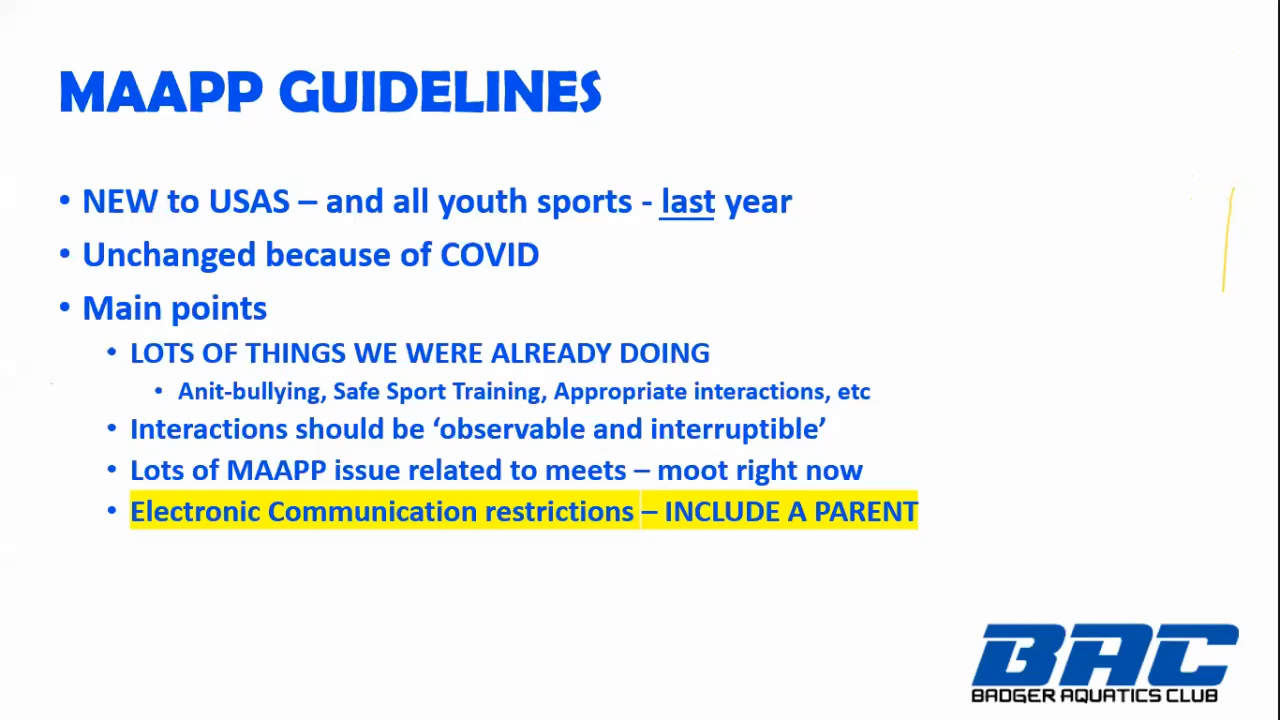 MAAPP GUIDELINES
• NEW to USAS – and all youth sports - last year
• Unchanged because of COVID
• Main points
• LOTS OF THINGS WE WERE ALREADY DOING
• Anit-bullying, Safe Sport Training, Appropriate interactions, etc
• Interactions should be ‘observable and interruptible’
• Lots of MAAPP issue related to meets – moot right now
• Electronic Communication restrictions – INCLUDE A PARENT
BAC
BADGER AQUATICS CLUB